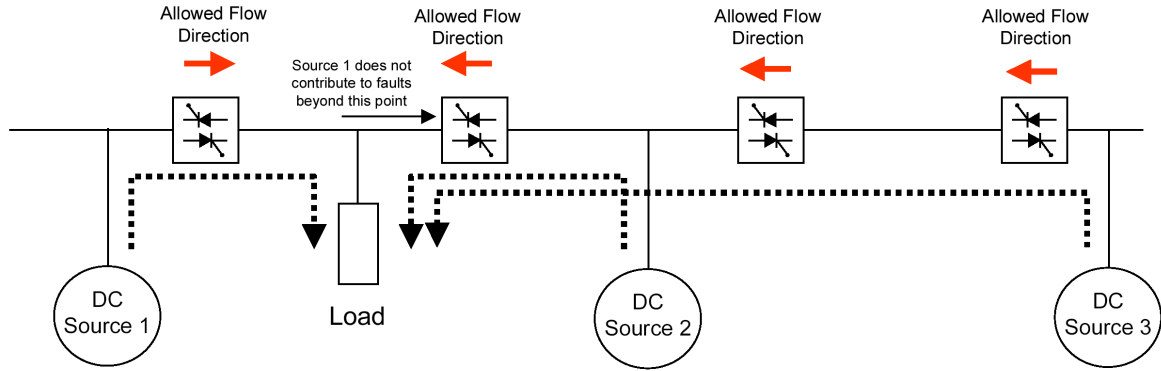 Allowed Flow
Direction
Allowed Flow
Direction
Allowed Flow
Direction
Allowed Flow
Direction
Source 1 does not
contribute to faults
beyond this point
Load
DC
Source 1
DC
Source 2
DC
Source 3